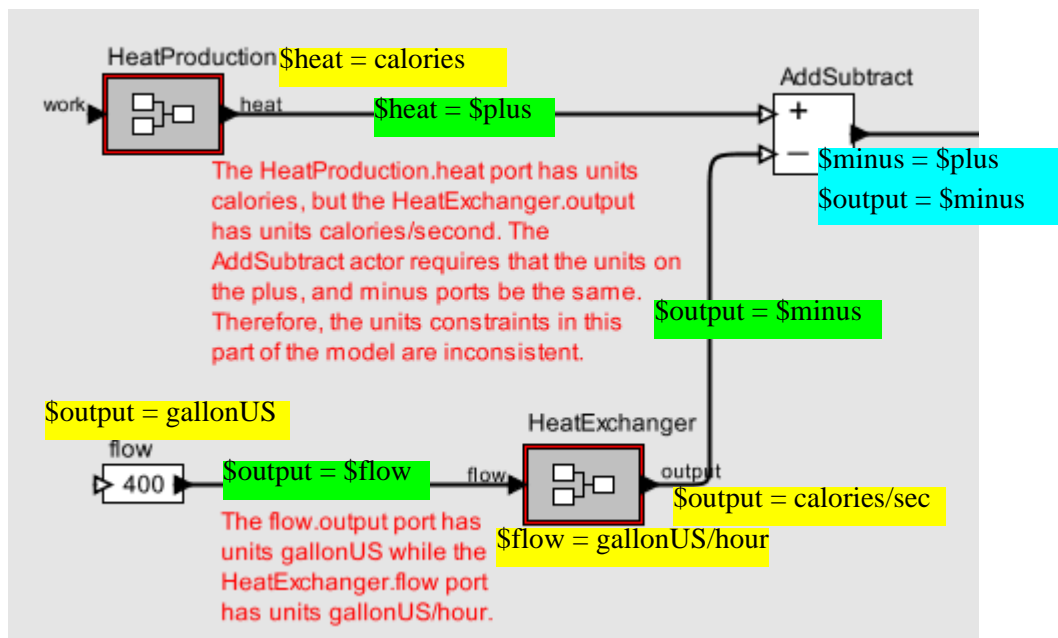 HeatProduction
$heat = calories
work
heat
$heat = $plus
AddSubtract
+
−
$minus = $plus
$output = $minus
The HeatProduction.heat port has units
calories, but the HeatExchanger.output
has units calories/second. The
AddSubtract actor requires that the units on
the plus, and minus ports be the same.
Therefore, the units constraints in this
part of the model are inconsistent.
$output = $minus
$output = gallonUS
flow
400
$output = $flow
HeatExchanger
flow
output
$output = calories/sec
$flow = gallonUS/hour
The flow.output port has
units gallonUS while the
HeatExchanger.flow port
has units gallonUS/hour.